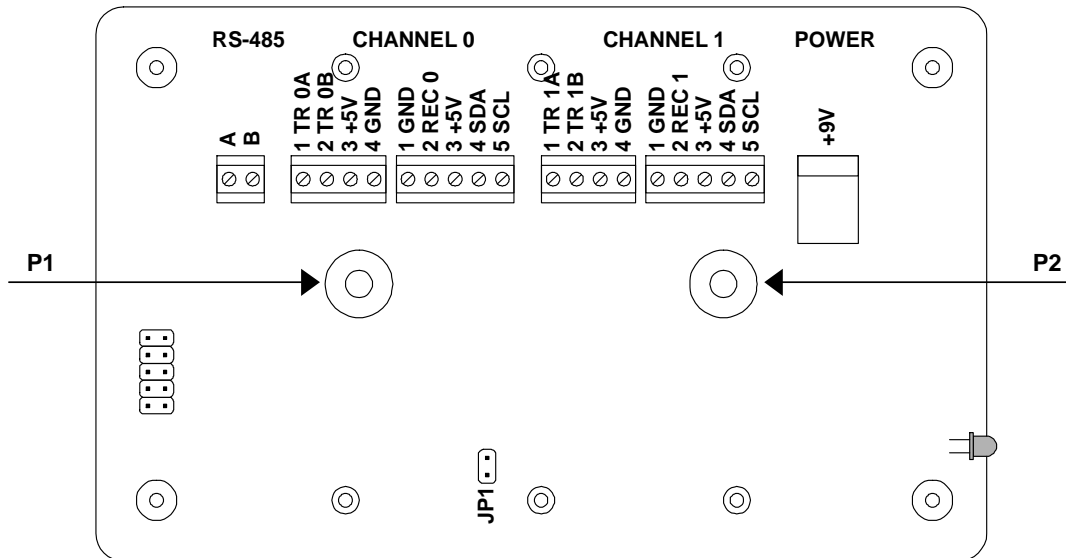 RS-485 CHANNEL 0 CHANNEL 1 POWER
A
B
1 TR 0A
2 TR 0B
3 +5V
4 GND
1 GND
2 REC 0
3 +5V
4 SDA
5 SCL
1 TR 1A
2 TR 1B
3 +5V
4 GND
1 GND
2 REC 1
3 +5V
4 SDA
5 SCL
+9V
P1
P2
JP1